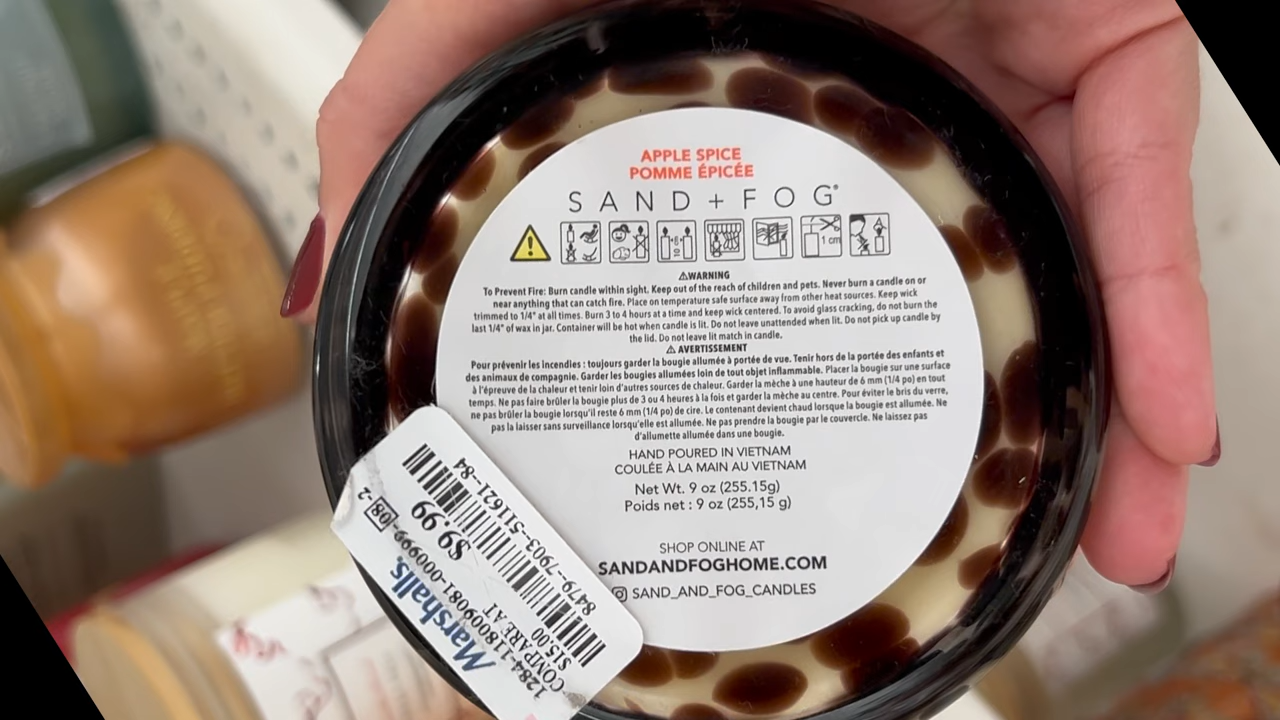 APPLE SPICE
POMME ÉPICÉE
SAND + FOG®
1 cm
⚠WARNING
To Prevent Fire: Burn candle within sight. Keep out of the reach of children and pets. Never burn a candle on or
near anything that can catch fire. Place on temperature safe surface away from other heat sources. Keep wick
trimmed to 1/4" at all times. Burn 3 to 4 hours at a time and keep wick centered. To avoid glass cracking, do not burn the
last 1/4" of wax in jar. Container will be hot when candle is lit. Do not leave unattended when lit. Do not pick up candle by
the lid. Do not leave lit match in candle.
⚠ AVERTISSEMENT
Pour prévenir les incendies : toujours garder la bougie allumée à portée de vue. Tenir hors de la portée des enfants et
des animaux de compagnie. Garder les bougies allumées loin de tout objet inflammable. Placer la bougie sur une surface
à l'épreuve de la chaleur et tenir loin d'autres sources de chaleur. Garder la mèche à une hauteur de 6 mm (1/4 po) en tout
temps. Ne pas faire brûler la bougie plus de 3 ou 4 heures à la fois et garder la mèche au centre. Pour éviter le bris du verre,
ne pas brûler la bougie lorsqu'il reste 6 mm (1/4 po) de cire. Le contenant devient chaud lorsque la bougie est allumée. Ne
pas la laisser sans surveillance lorsqu'elle est allumée. Ne pas prendre la bougie par le couvercle. Ne laissez pas
d'allumette allumée dans une bougie.
HAND POURED IN VIETNAM
COULÉE À LA MAIN AU VIETNAM
Net Wt. 9 oz (255.15g)
Poids net : 9 oz (255,15 g)
SHOP ONLINE AT
SANDANDFOGHOME.COM
SAND_AND_FOG_CANDLES
Marshalls.
1284-118009081-000999-08-2
COMPARE AT
$15.00
$9.99
8479-7903-511621-84